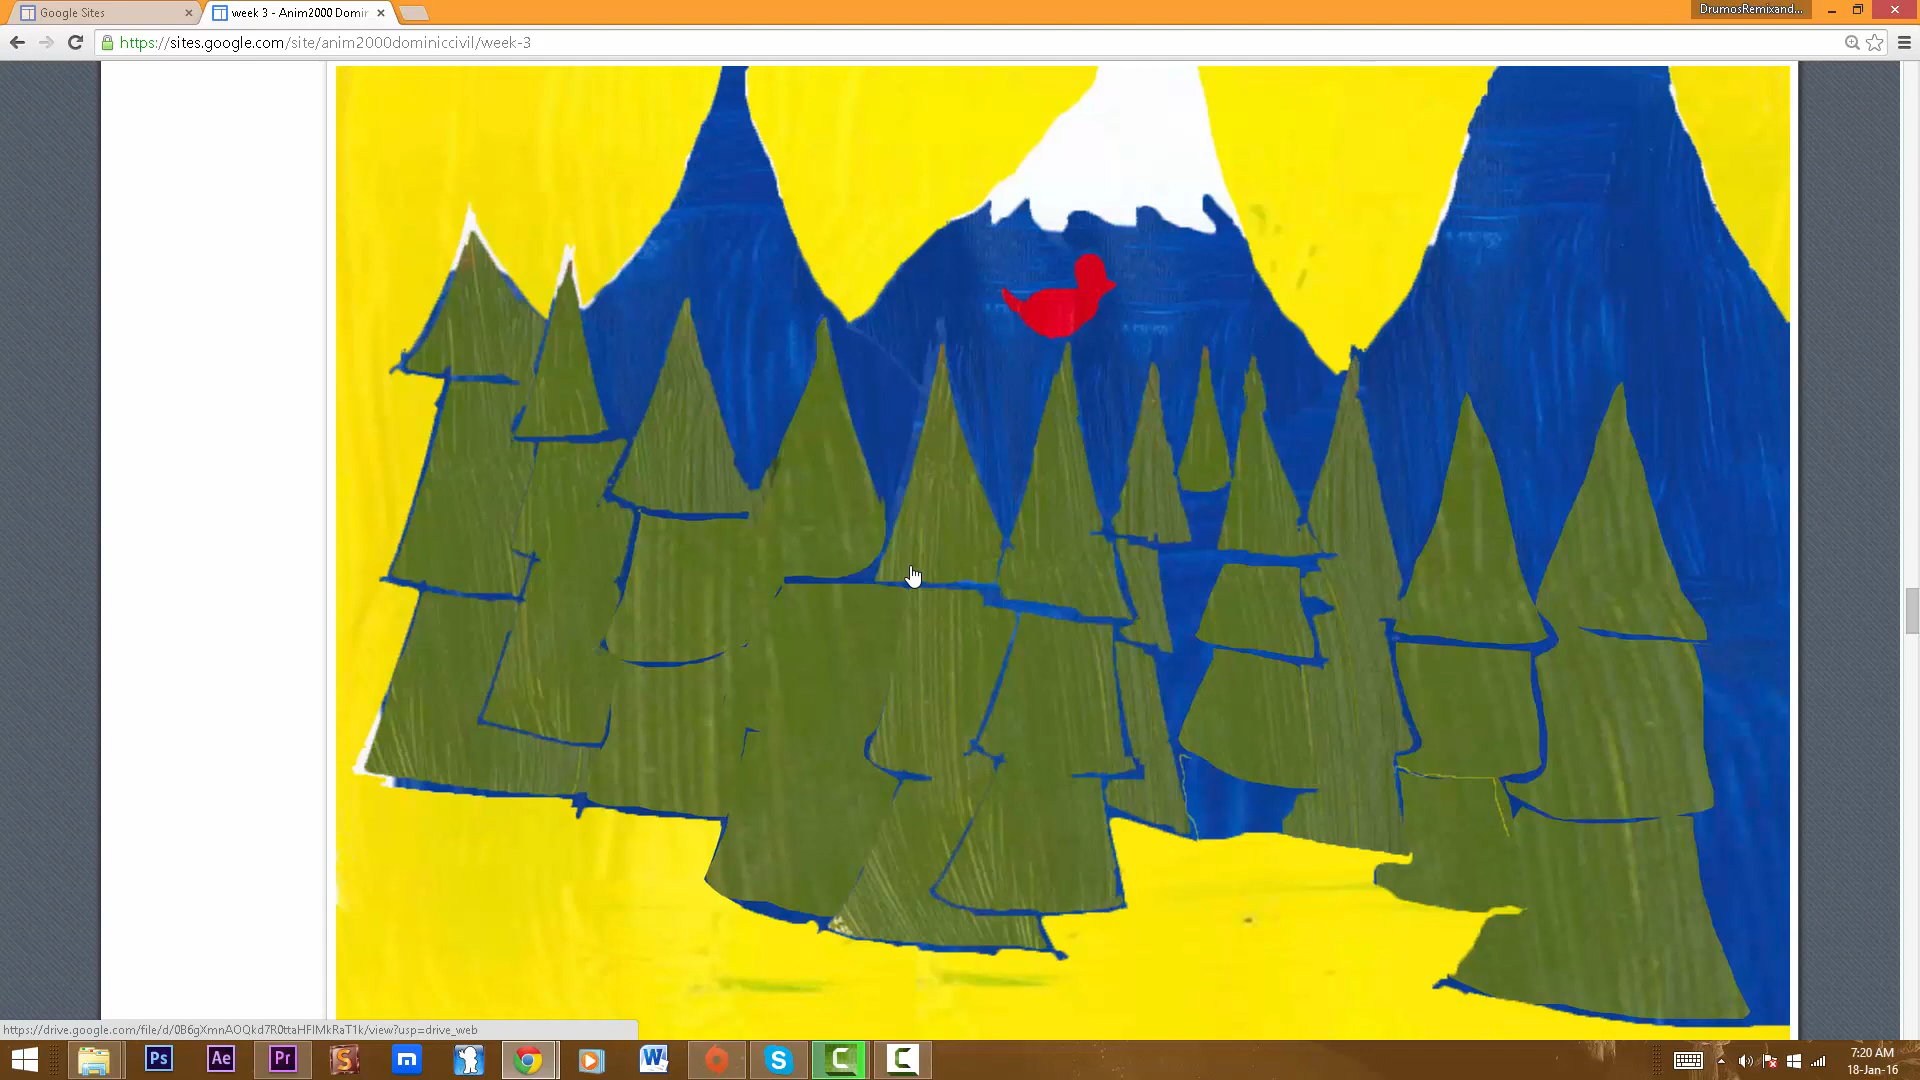 Google Sites
week 3 - Anim2000 Domir
DrumosRemixand...
https://sites.google.com/site/anim2000dominiccivil/week-3
https://drive.google.com/file/d/0B6gXmnAOQkd7R0ttaHFlMkRaT1k/view?usp=drive_web
Ps
Ae
Pr
7:20 AM
18-Jan-16